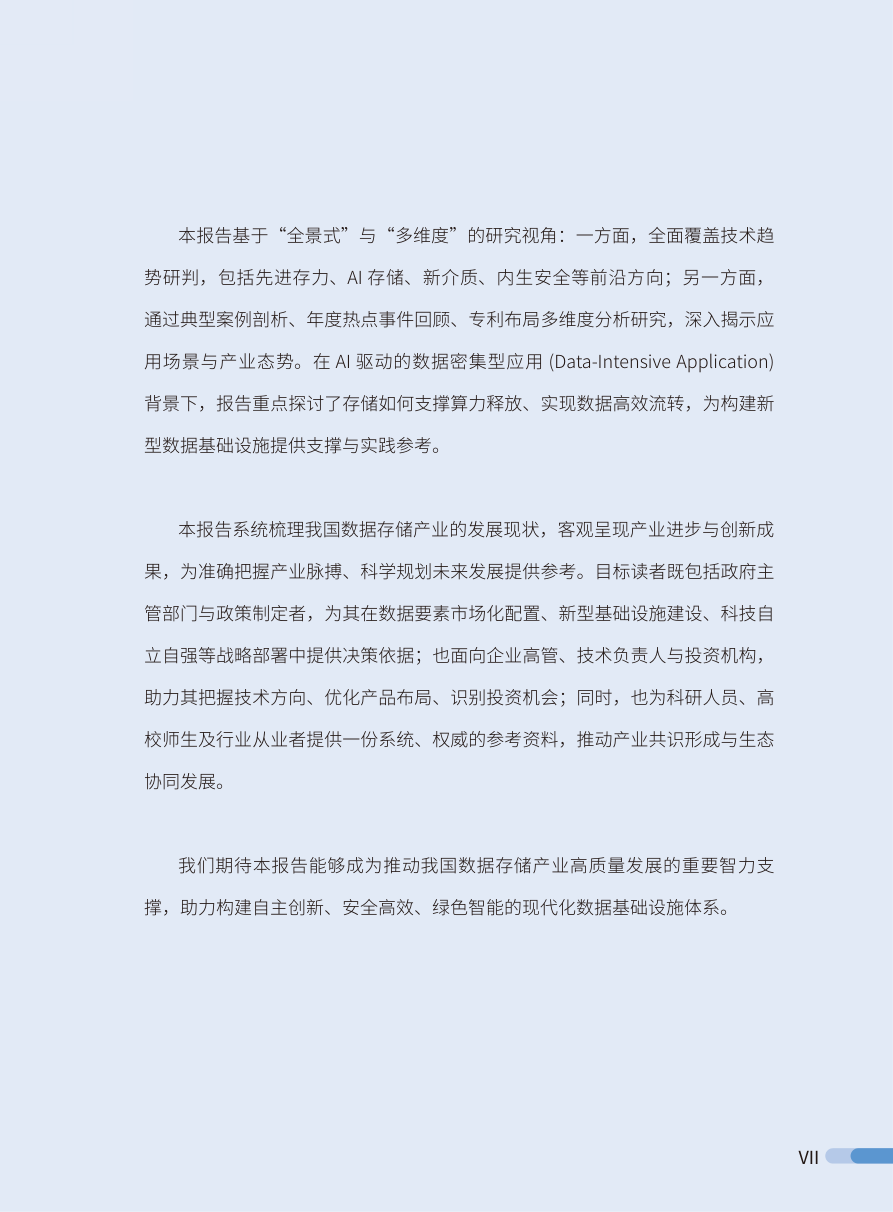 本报告基于“全景式”与“多维度”的研究视角：一方面，全面覆盖技术趋
势研判，包括先进存力、AI 存储、新介质、内生安全等前沿方向；另一方面，
通过典型案例剖析、年度热点事件回顾、专利布局多维度分析研究，深入揭示应
用场景与产业态势。在 AI 驱动的数据密集型应用 (Data-Intensive Application)
背景下，报告重点探讨了存储如何支撑算力释放、实现数据高效流转，为构建新
型数据基础设施提供支撑与实践参考。
本报告系统梳理我国数据存储产业的发展现状，客观呈现产业进步与创新成
果，为准确把握产业脉搏、科学规划未来发展提供参考。目标读者既包括政府主
管部门与政策制定者，为其在数据要素市场化配置、新型基础设施建设、科技自
立自强等战略部署中提供决策依据；也面向企业高管、技术负责人与投资机构，
助力其把握技术方向、优化产品布局、识别投资机会；同时，也为科研人员、高
校师生及行业从业者提供一份系统、权威的参考资料，推动产业共识形成与生态
协同发展。
我们期待本报告能够成为推动我国数据存储产业高质量发展的重要智力支
撑，助力构建自主创新、安全高效、绿色智能的现代化数据基础设施体系。
VII